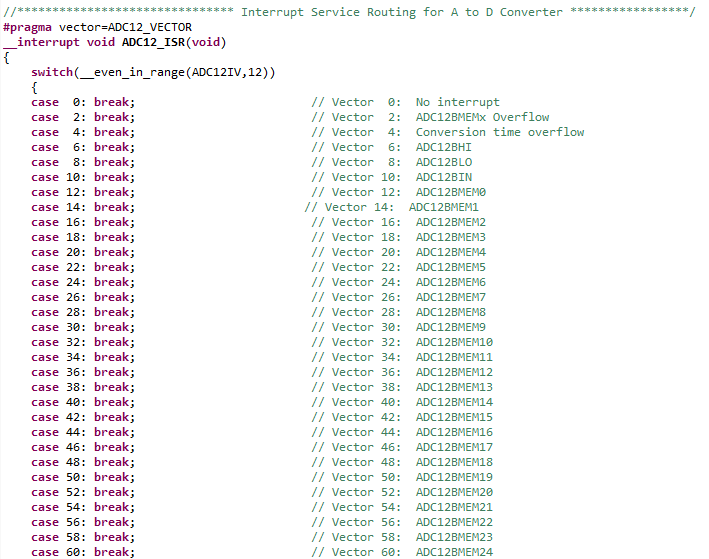 //******************************* Interrupt Service Routing for A to D Converter *****************/
#pragma vector=ADC12_VECTOR
__interrupt void ADC12_ISR(void)
{
    switch(__even_in_range(ADC12IV,12))
    {
    case  0: break;                         // Vector  0:  No interrupt
    case  2: break;                         // Vector  2:  ADC12BMEMx Overflow
    case  4: break;                         // Vector  4:  Conversion time overflow
    case  6: break;                         // Vector  6:  ADC12BHI
    case  8: break;                         // Vector  8:  ADC12BLO
    case 10: break;                         // Vector 10:  ADC12BIN
    case 12: break;                         // Vector 12:  ADC12BMEM0
    case 14: break;                        // Vector 14:  ADC12BMEM1
    case 16: break;                         // Vector 16:  ADC12BMEM2
    case 18: break;                         // Vector 18:  ADC12BMEM3
    case 20: break;                         // Vector 20:  ADC12BMEM4
    case 22: break;                         // Vector 22:  ADC12BMEM5
    case 24: break;                         // Vector 24:  ADC12BMEM6
    case 26: break;                         // Vector 26:  ADC12BMEM7
    case 28: break;                         // Vector 28:  ADC12BMEM8
    case 30: break;                         // Vector 30:  ADC12BMEM9
    case 32: break;                         // Vector 32:  ADC12BMEM10
    case 34: break;                         // Vector 34:  ADC12BMEM11
    case 36: break;                         // Vector 36:  ADC12BMEM12
    case 38: break;                         // Vector 38:  ADC12BMEM13
    case 40: break;                         // Vector 40:  ADC12BMEM14
    case 42: break;                         // Vector 42:  ADC12BMEM15
    case 44: break;                         // Vector 44:  ADC12BMEM16
    case 46: break;                         // Vector 46:  ADC12BMEM17
    case 48: break;                         // Vector 48:  ADC12BMEM18
    case 50: break;                         // Vector 50:  ADC12BMEM19
    case 52: break;                         // Vector 52:  ADC12BMEM20
    case 54: break;                         // Vector 54:  ADC12BMEM21
    case 56: break;                         // Vector 56:  ADC12BMEM22
    case 58: break;                         // Vector 58:  ADC12BMEM23
    case 60: break;                         // Vector 60:  ADC12BMEM24